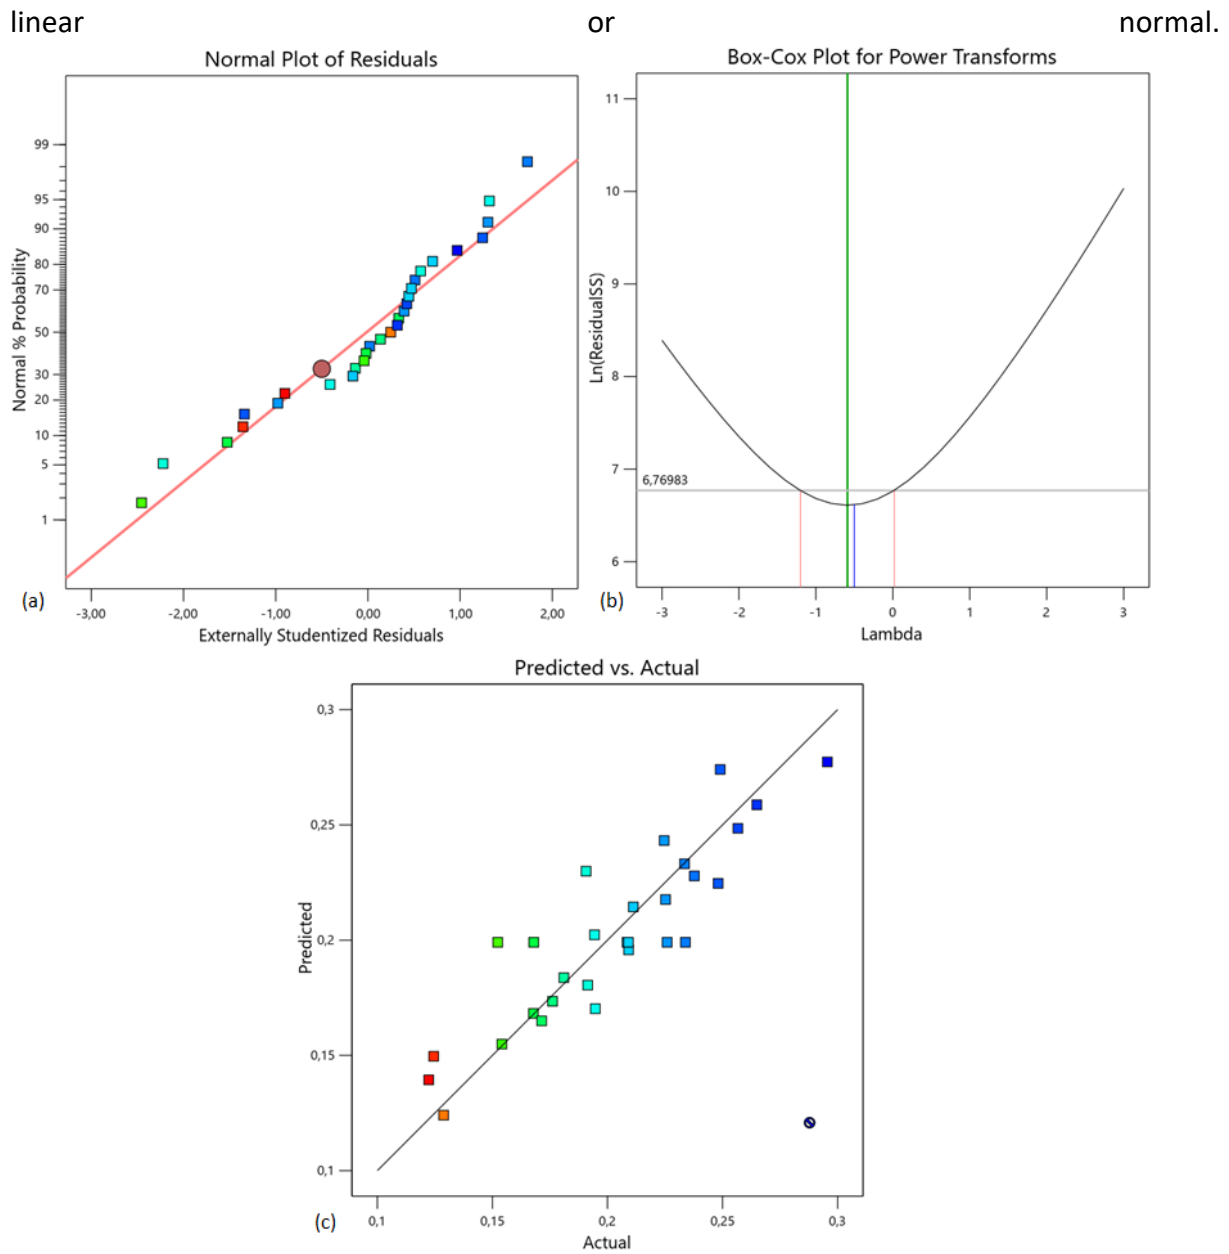 linear or normal.
Normal Plot of Residuals
Normal % Probability
99
95
90
80
70
50
30
20
10
5
1
-3,00 -2,00 -1,00 0,00 1,00 2,00
Externally Studentized Residuals
(a)
Box-Cox Plot for Power Transforms
Ln(ResidualSS)
11
10
9
8
7
6,76983
6
-3 -2 -1 0 1 2 3
Lambda
(b)
Predicted vs. Actual
Predicted
0,3
0,25
0,2
0,15
0,1
0,1 0,15 0,2 0,25 0,3
Actual
(c)